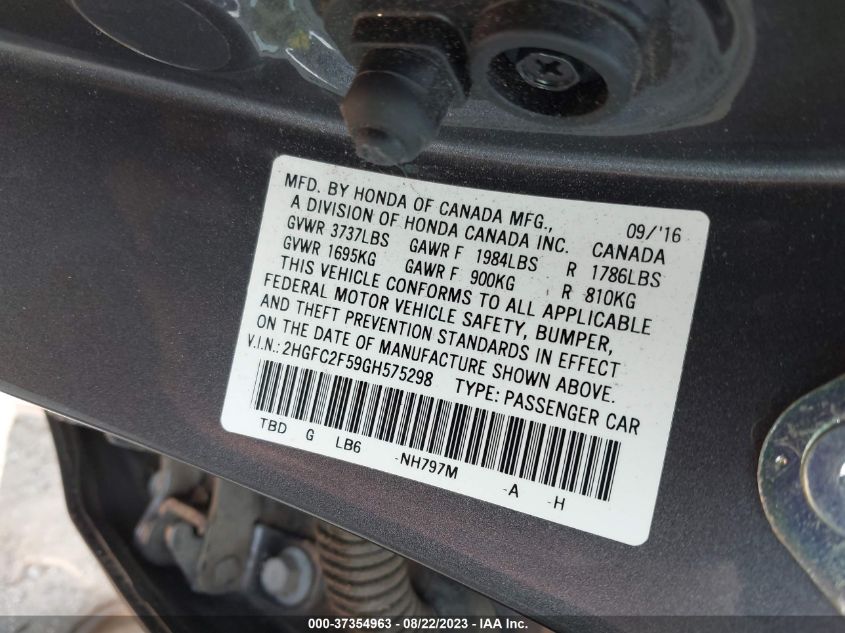 MFD. BY HONDA OF CANADA MFG., 09/'16
A DIVISION OF HONDA CANADA INC. CANADA
GVWR 3737LBS GAWR F 1984LBS R 1786LBS
GVWR 1695KG GAWR F 900KG R 810KG
THIS VEHICLE CONFORMS TO ALL APPLICABLE
FEDERAL MOTOR VEHICLE SAFETY, BUMPER,
AND THEFT PREVENTION STANDARDS IN EFFECT
ON THE DATE OF MANUFACTURE SHOWN ABOVE.
V.I.N.: 2HGFC2F59GH575298 TYPE: PASSENGER CAR
TBD G LB6 -NH797M -A -H
000-37354963 - 08/22/2023 - IAA Inc.